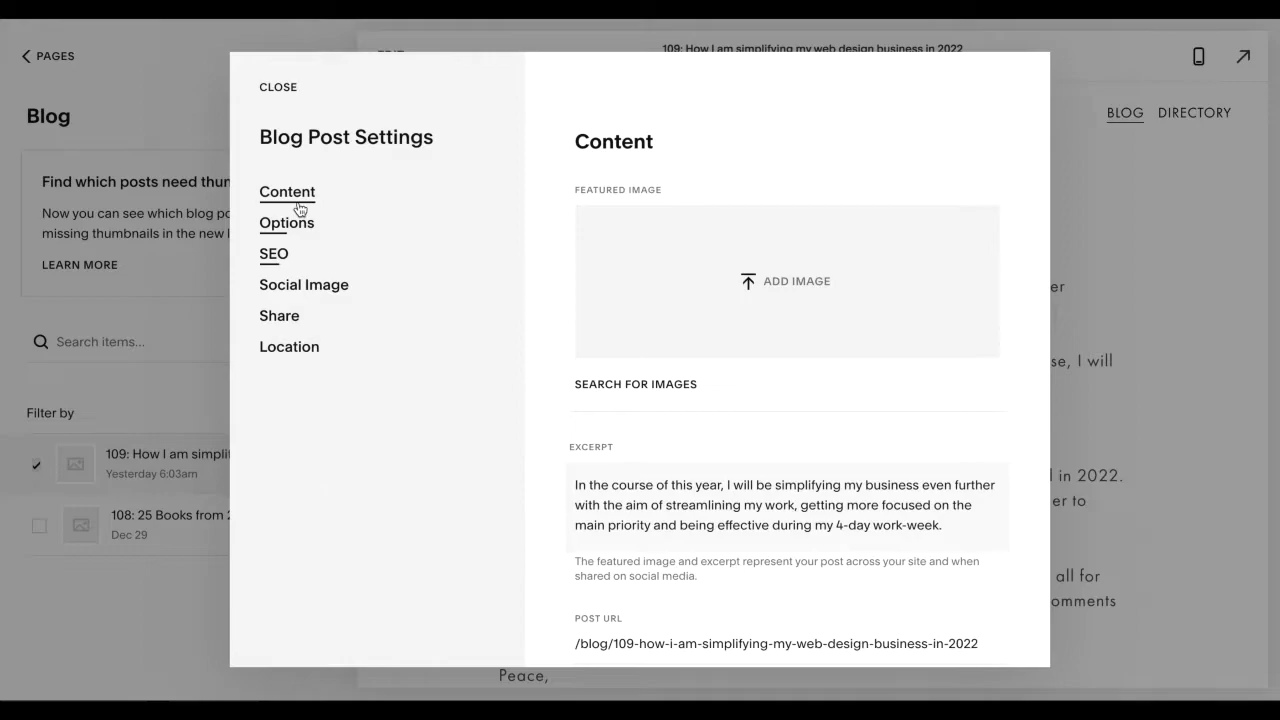 PAGES
Blog
Find which posts need thu
Now you can see which blog po
missing thumbnails in the new l
LEARN MORE
Search items...
Filter by
109: How I am simplif
Yesterday 6:03am
108: 25 Books from 2
Dec 29
CLOSE
Blog Post Settings
Content
Options
SEO
Social Image
Share
Location
Content
FEATURED IMAGE
ADD IMAGE
SEARCH FOR IMAGES
EXCERPT
In the course of this year, I will be simplifying my business even further
with the aim of streamlining my work, getting more focused on the
main priority and being effective during my 4-day work-week.
The featured image and excerpt represent your post across your site and when
shared on social media.
POST URL
/blog/109-how-i-am-simplifying-my-web-design-business-in-2022
109: How I am simplifying my web design business in 2022
BLOG DIRECTORY
er
se, I will
in 2022.
er to
all for
omments
Peace,